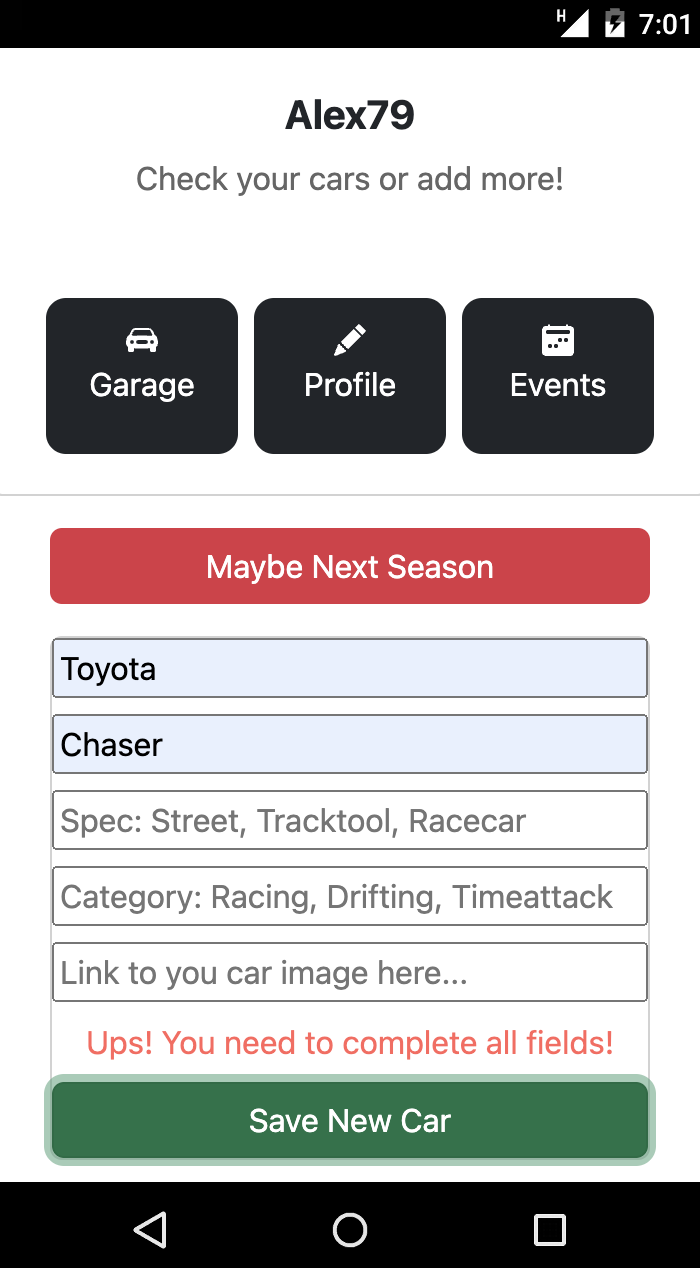 H 7:01
Alex79
Check your cars or add more!
Garage Profile Events
Maybe Next Season
Toyota
Chaser
Spec: Street, Tracktool, Racecar
Category: Racing, Drifting, Timeattack
Link to you car image here...
Ups! You need to complete all fields!
Save New Car